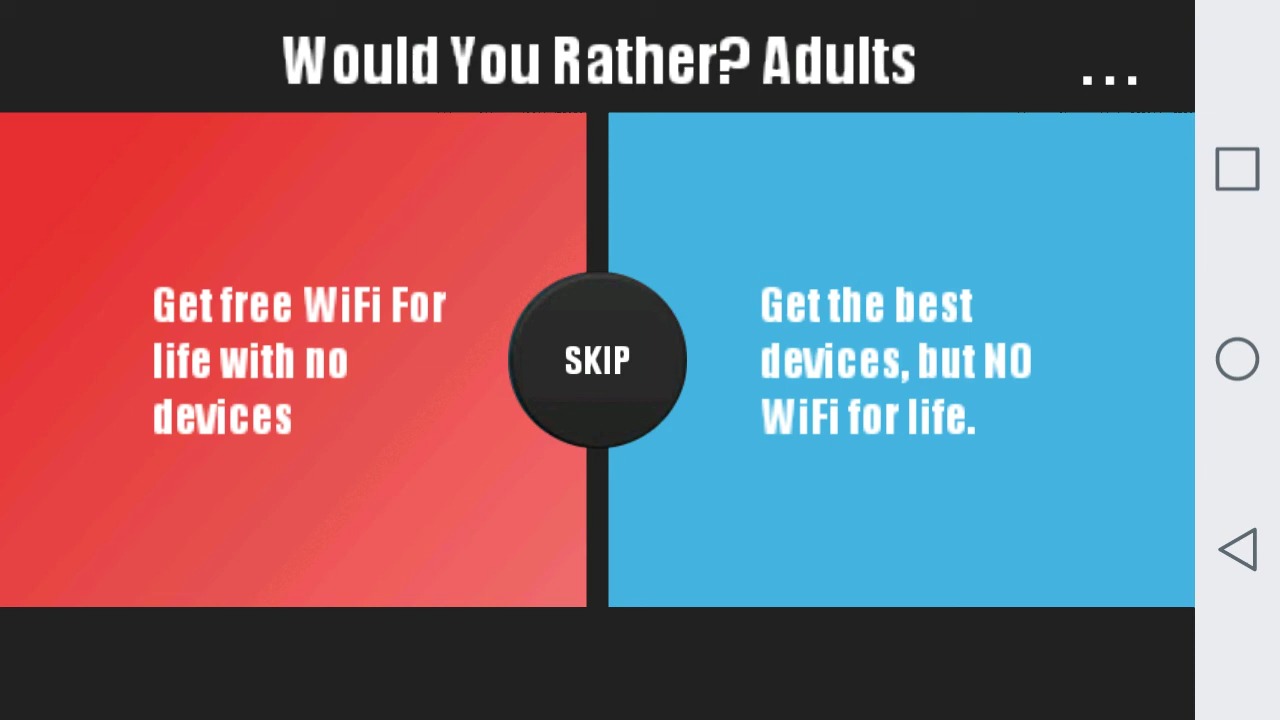 Would You Rather? Adults
...
Get free WiFi For
life with no
devices
SKIP
Get the best
devices, but NO
WiFi for life.